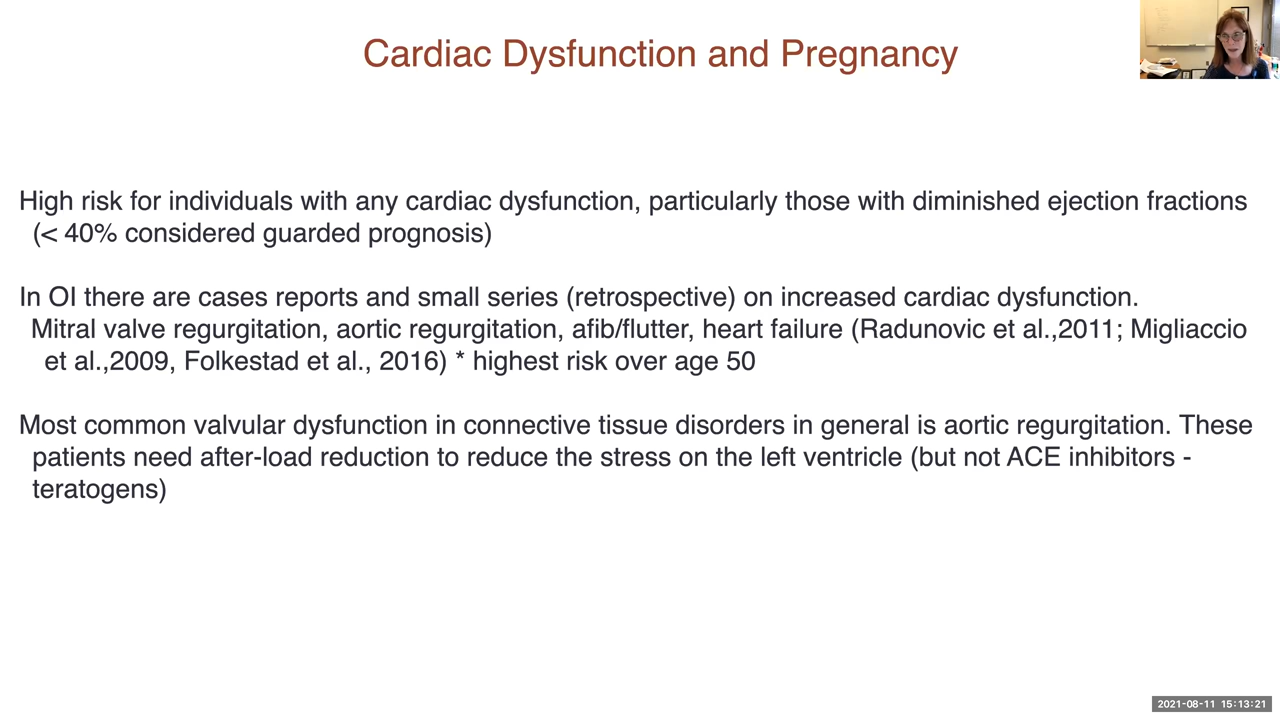 Cardiac Dysfunction and Pregnancy
High risk for individuals with any cardiac dysfunction, particularly those with diminished ejection fractions
(< 40% considered guarded prognosis)
In OI there are cases reports and small series (retrospective) on increased cardiac dysfunction.
Mitral valve regurgitation, aortic regurgitation, afib/flutter, heart failure (Radunovic et al.,2011; Migliaccio
et al.,2009, Folkestad et al., 2016) * highest risk over age 50
Most common valvular dysfunction in connective tissue disorders in general is aortic regurgitation. These
patients need after-load reduction to reduce the stress on the left ventricle (but not ACE inhibitors -
teratogens)
2021-08-11 15:13:21